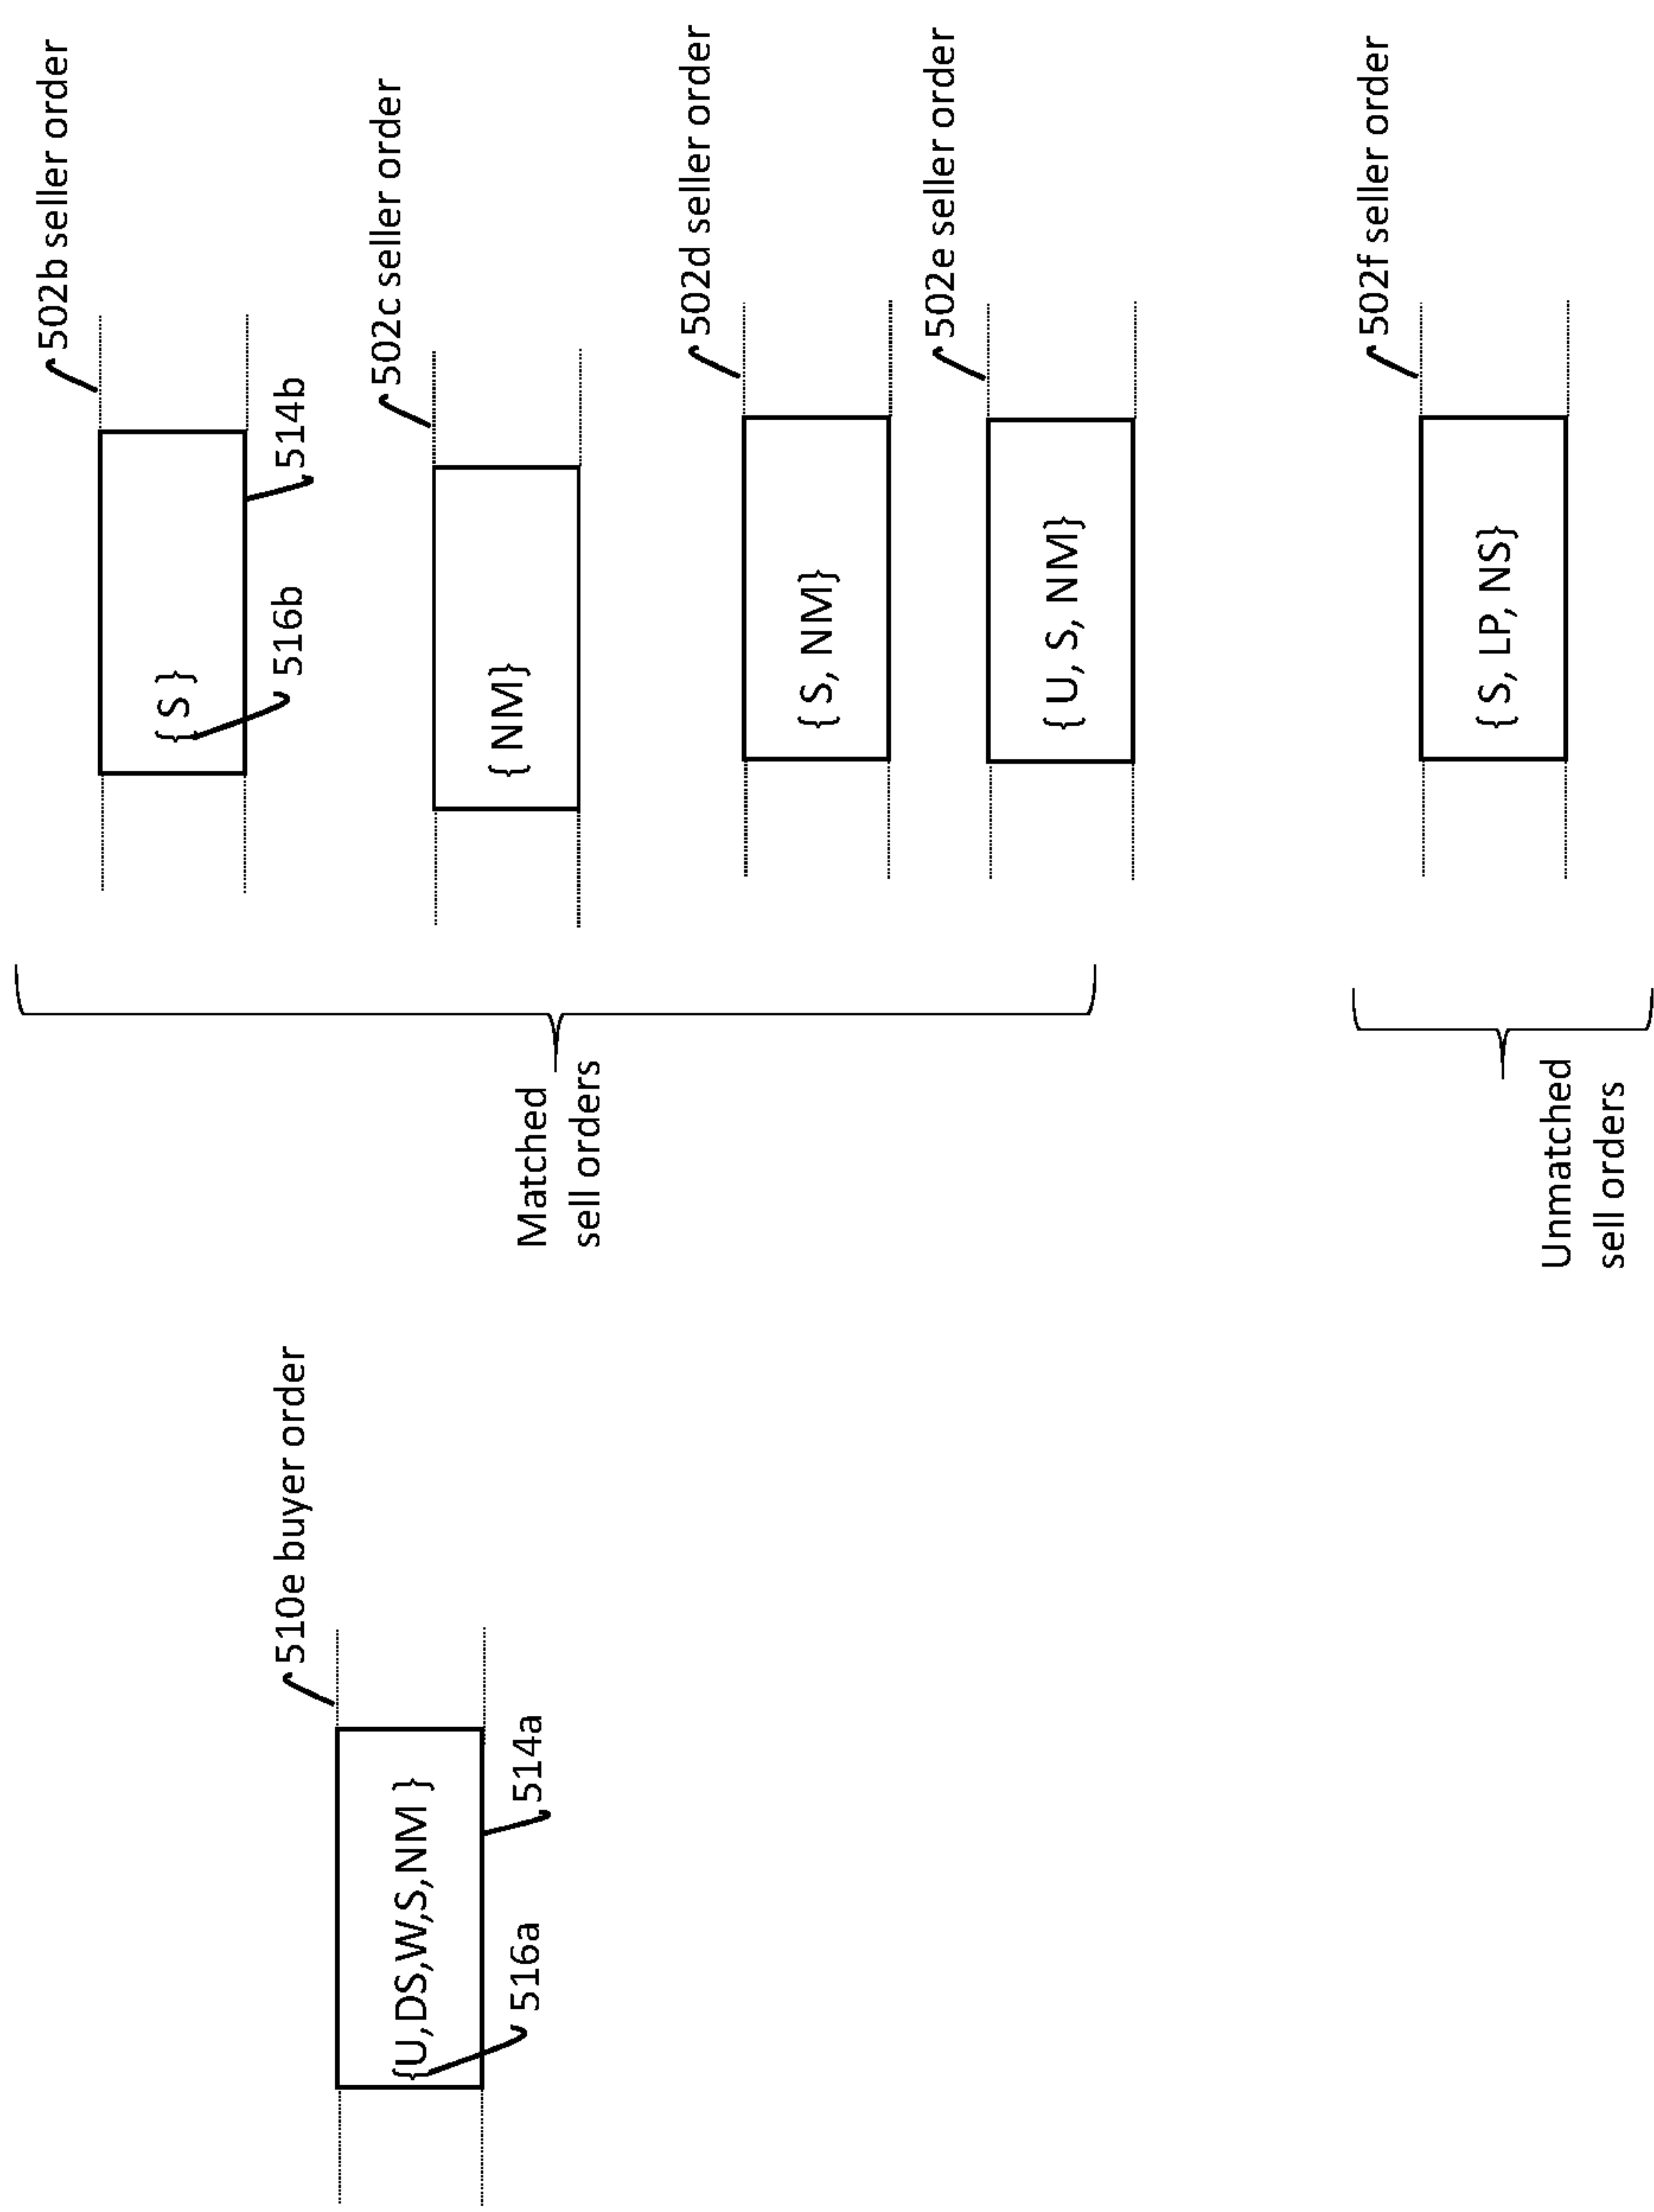 510e buyer order
{U,DS,W,S,NM }
516a
514a
Matched
sell orders
502b seller order
{ S }
516b
514b
502c seller order
{ NM}
502d seller order
{ S, NM}
502e seller order
{ U, S, NM}
Unmatched
sell orders
502f seller order
{ S, LP, NS}